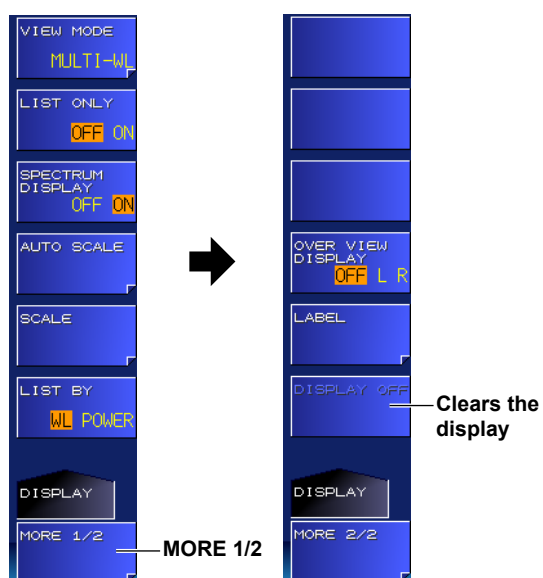 VIEW MODE
MULTI-WL
LIST ONLY
OFF ON
SPECTRUM
DISPLAY
OFF ON
AUTO SCALE
SCALE
LIST BY
WL POWER
DISPLAY
MORE 1/2
MORE 1/2
OVER VIEW
DISPLAY
OFF L R
LABEL
DISPLAY OFF
Clears the
display
DISPLAY
MORE 2/2